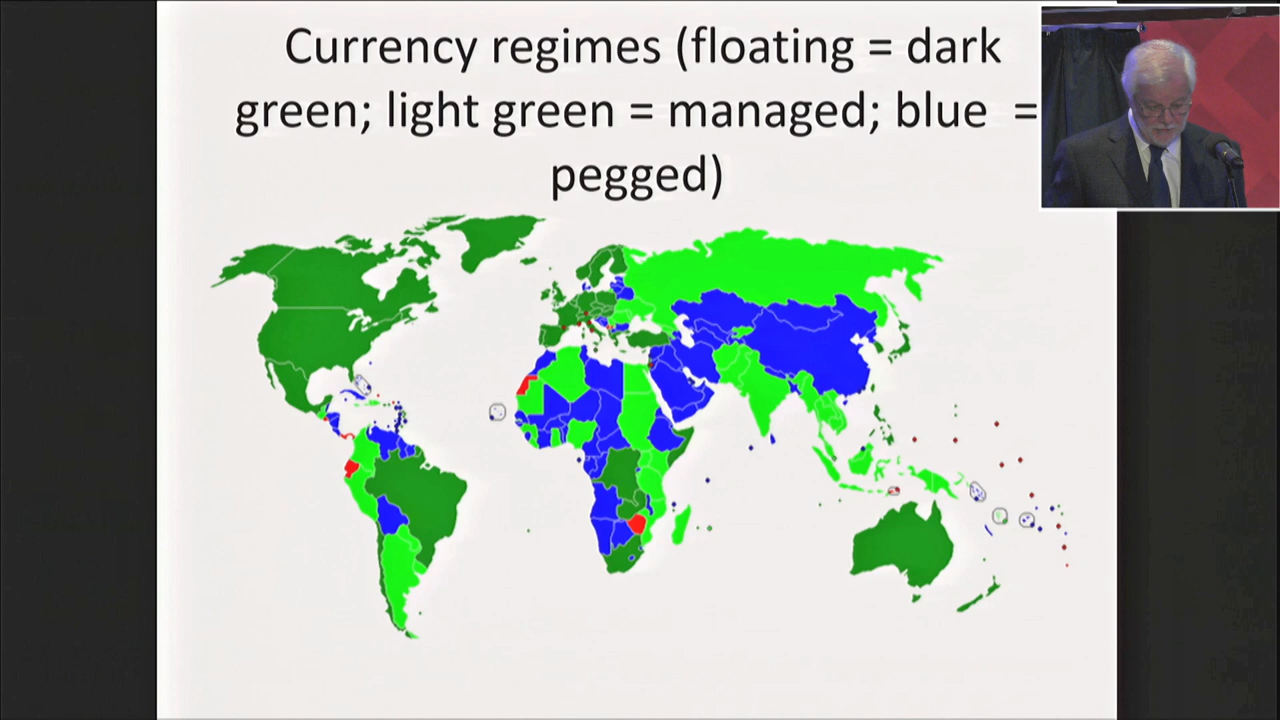 Currency regimes (floating = dark
green; light green = managed; blue =
pegged)